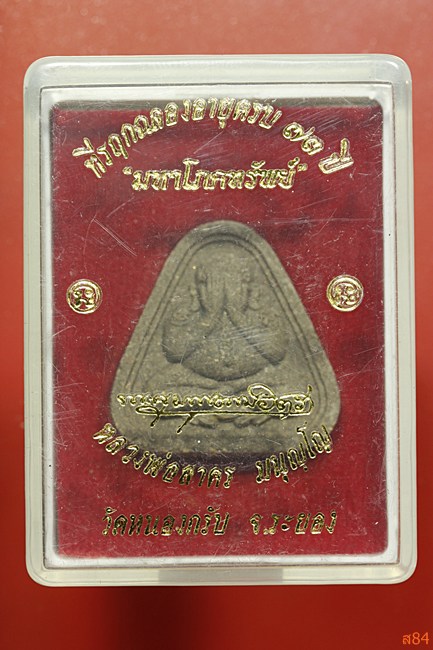 ที่รฤกฉลองอายุครบ ๗๓ ปี
"มหาโภคทรัพย์"
หลวงพ่อสาคร มนุญฺโญ
วัดหนองกรับ จ.ระยอง
ส84